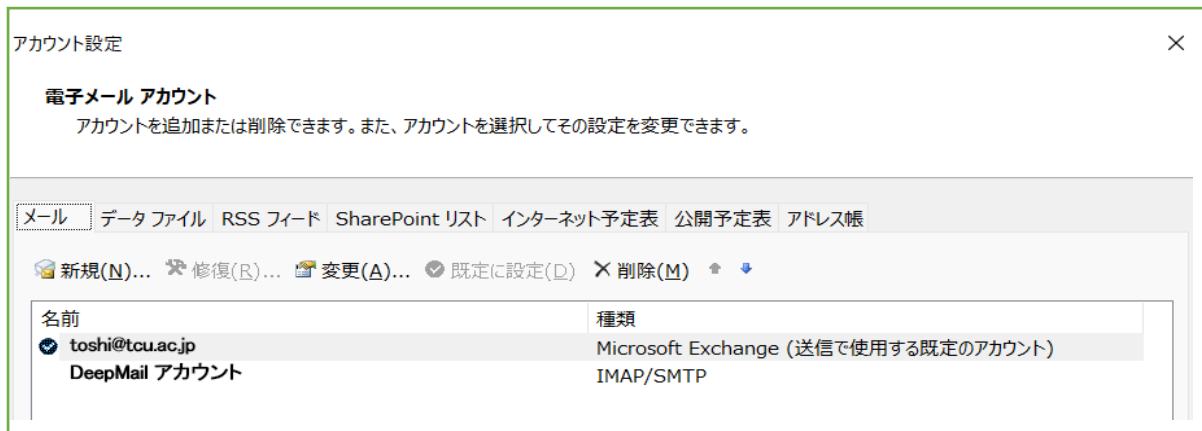 アカウント設定
電子メール アカウント
アカウントを追加または削除できます。また、アカウントを選択してその設定を変更できます。
メール データ ファイル RSS フィード SharePoint リスト インターネット予定表 公開予定表 アドレス帳
新規(N)... 修復(R)... 変更(A)... 既定に設定(D) 削除(M)
名前 種類
toshi@tcu.ac.jp Microsoft Exchange (送信で使用する既定のアカウント)
DeepMail アカウント IMAP/SMTP